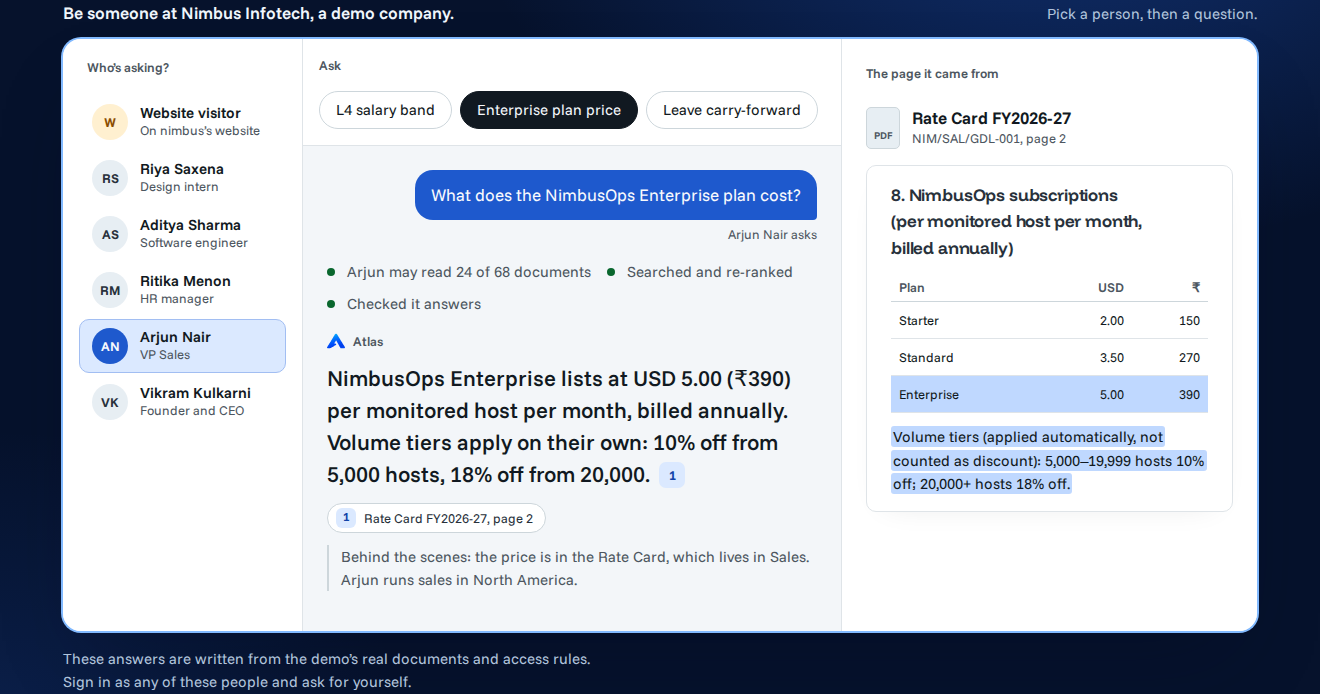 Be someone at Nimbus Infotech, a demo company.
Pick a person, then a question.
Who's asking?
W
Website visitor
On nimbus's website
RS
Riya Saxena
Design intern
AS
Aditya Sharma
Software engineer
RM
Ritika Menon
HR manager
AN
Arjun Nair
VP Sales
VK
Vikram Kulkarni
Founder and CEO
Ask
L4 salary band
Enterprise plan price
Leave carry-forward
What does the NimbusOps Enterprise plan cost?
Arjun Nair asks
Arjun may read 24 of 68 documents
Searched and re-ranked
Checked it answers
Atlas
NimbusOps Enterprise lists at USD 5.00 (₹390)
per monitored host per month, billed annually.
Volume tiers apply on their own: 10% off from
5,000 hosts, 18% off from 20,000. 1
1 Rate Card FY2026-27, page 2
Behind the scenes: the price is in the Rate Card, which lives in Sales.
Arjun runs sales in North America.
The page it came from
PDF
Rate Card FY2026-27
NIM/SAL/GDL-001, page 2
8. NimbusOps subscriptions
(per monitored host per month,
billed annually)
Plan USD ₹
Starter 2.00 150
Standard 3.50 270
Enterprise 5.00 390
Volume tiers (applied automatically, not
counted as discount): 5,000–19,999 hosts 10%
off; 20,000+ hosts 18% off.
These answers are written from the demo's real documents and access rules.
Sign in as any of these people and ask for yourself.